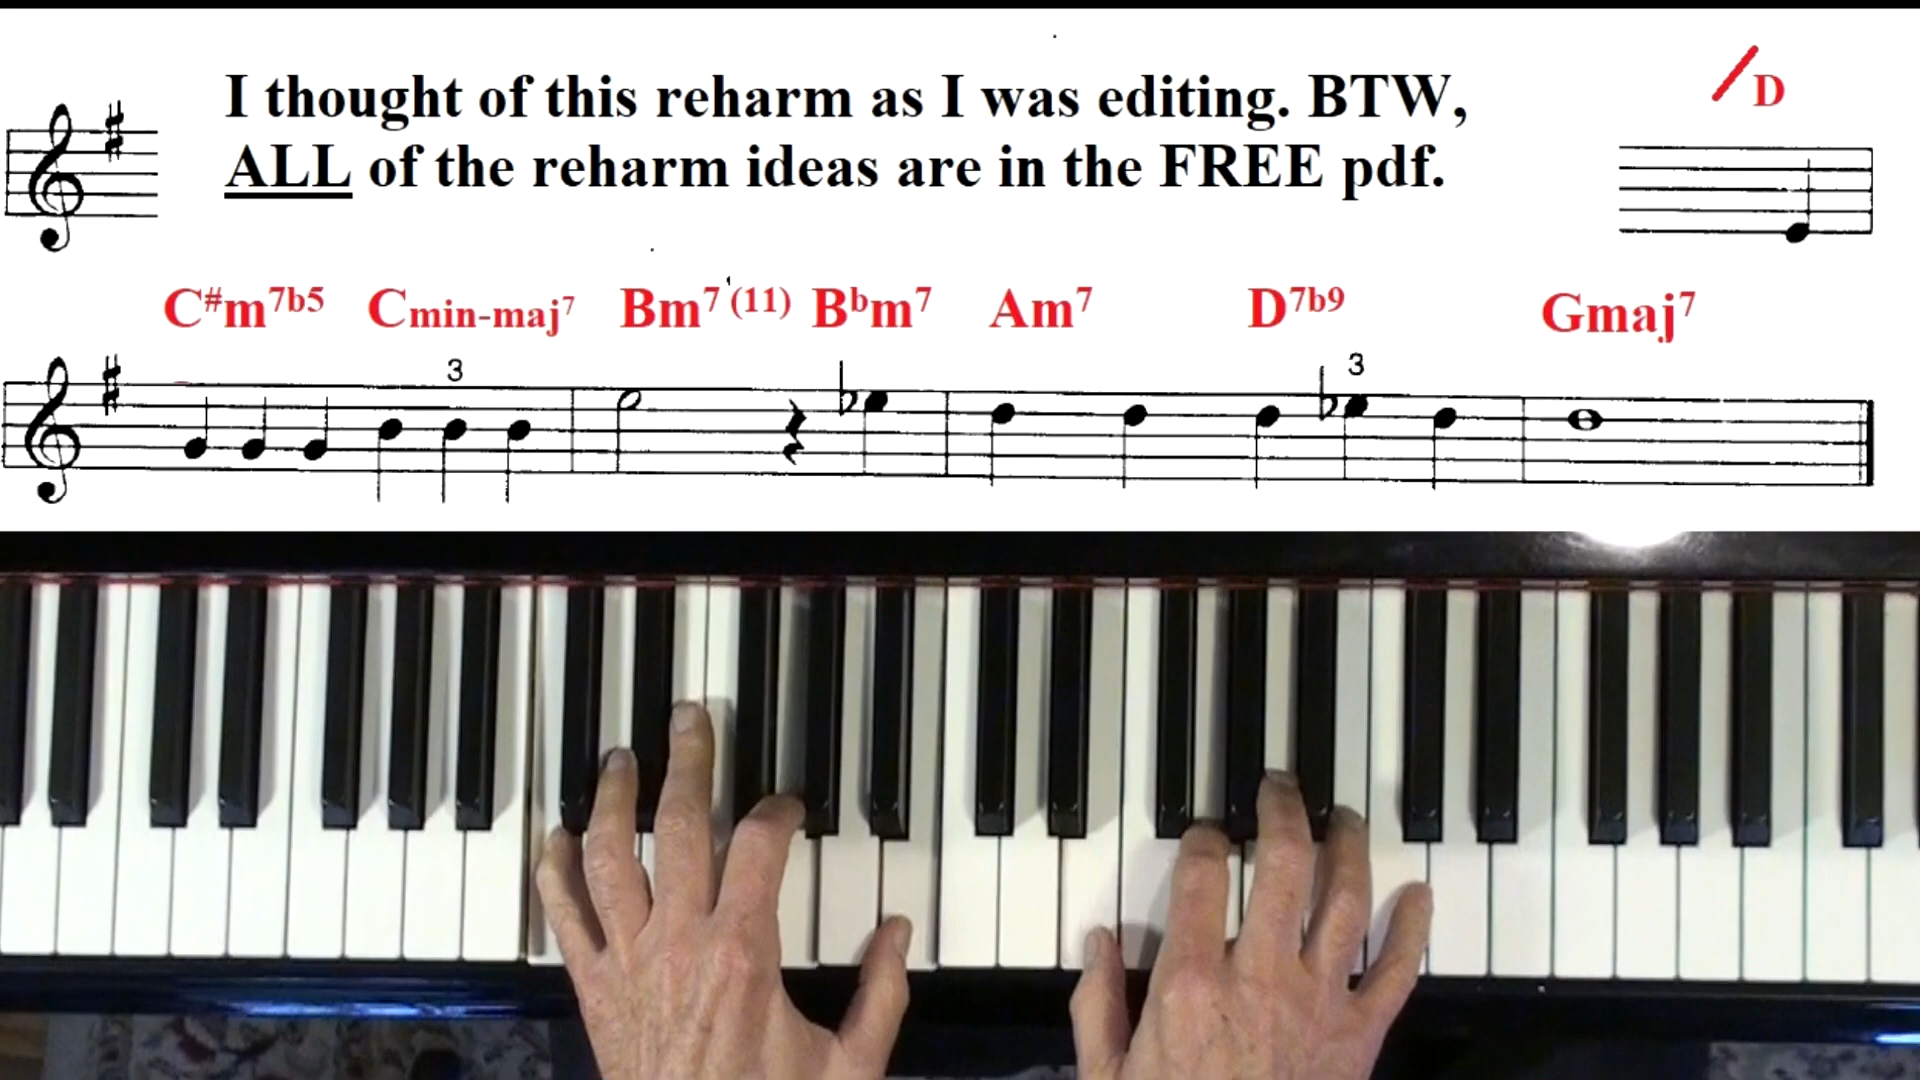 I thought of this reharm as I was editing. BTW,
ALL of the reharm ideas are in the FREE pdf.
/D
C#m7b5 Cmin-maj7 Bm7(11) Bbm7 Am7 D7b9 Gmaj7
3 3